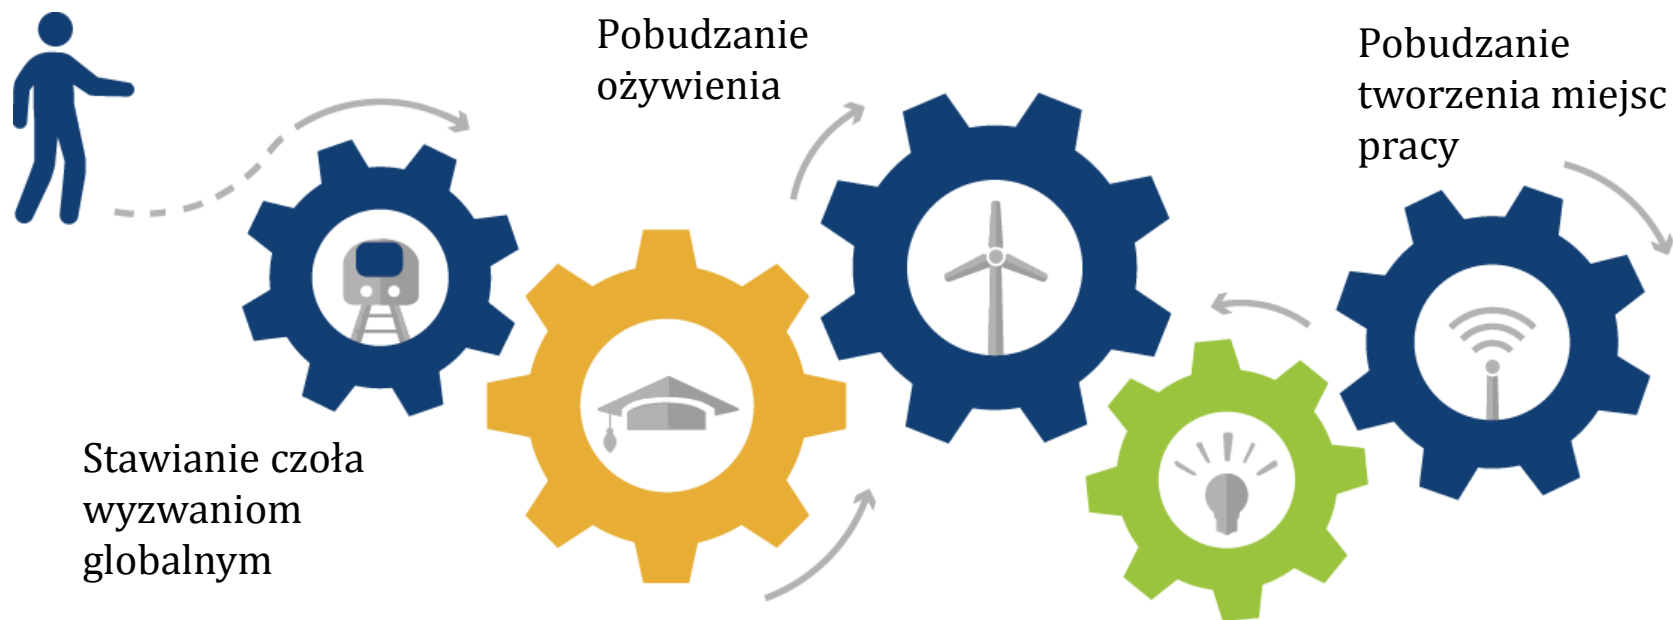 Pobudzanie
ożywienia
Pobudzanie
tworzenia miejsc
pracy
Stawianie czoła
wyzwaniom
globalnym